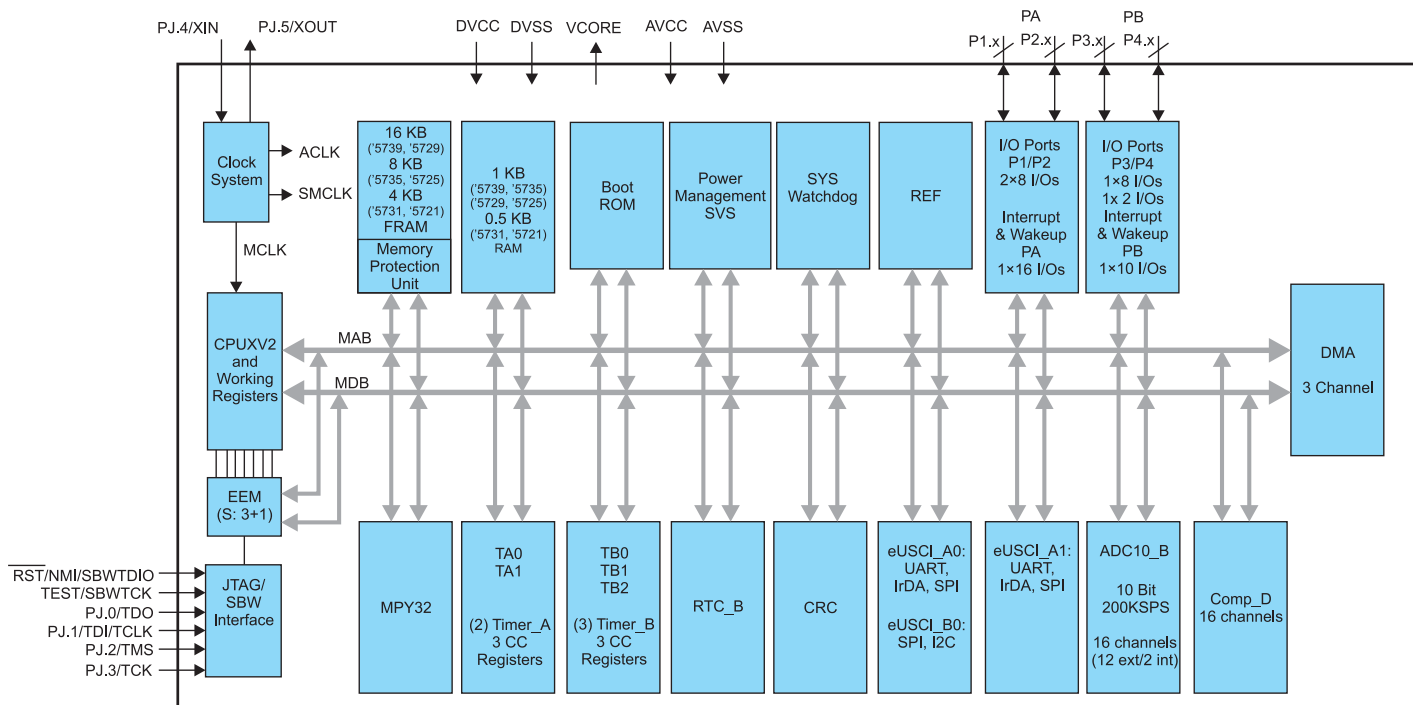 PJ.4/XIN
PJ.5/XOUT
DVCC
DVSS
VCORE
AVCC
AVSS
PA
P1.x
P2.x
PB
P3.x
P4.x
Clock
System
ACLK
SMCLK
MCLK
16 KB
('5739, '5729)
8 KB
('5735, '5725)
4 KB
('5731, '5721)
FRAM
Memory
Protection
Unit
1 KB
('5739, '5735)
('5729, '5725)
0.5 KB
('5731, '5721)
RAM
Boot
ROM
Power
Management
SVS
SYS
Watchdog
REF
I/O Ports
P1/P2
2×8 I/Os
Interrupt
& Wakeup
PA
1×16 I/Os
I/O Ports
P3/P4
1×8 I/Os
1x 2 I/Os
Interrupt
& Wakeup
PB
1×10 I/Os
CPUXV2
and
Working
Registers
MAB
MDB
DMA
3 Channel
EEM
(S: 3+1)
RST/NMI/SBWTDIO
TEST/SBWTCK
PJ.0/TDO
PJ.1/TDI/TCLK
PJ.2/TMS
PJ.3/TCK
JTAG/
SBW
Interface
MPY32
TA0
TA1
(2) Timer_A
3 CC
Registers
TB0
TB1
TB2
(3) Timer_B
3 CC
Registers
RTC_B
CRC
eUSCI_A0:
UART,
IrDA, SPI
eUSCI_B0:
SPI, I2C
eUSCI_A1:
UART,
IrDA, SPI
ADC10_B
10 Bit
200KSPS
16 channels
(12 ext/2 int)
Comp_D
16 channels